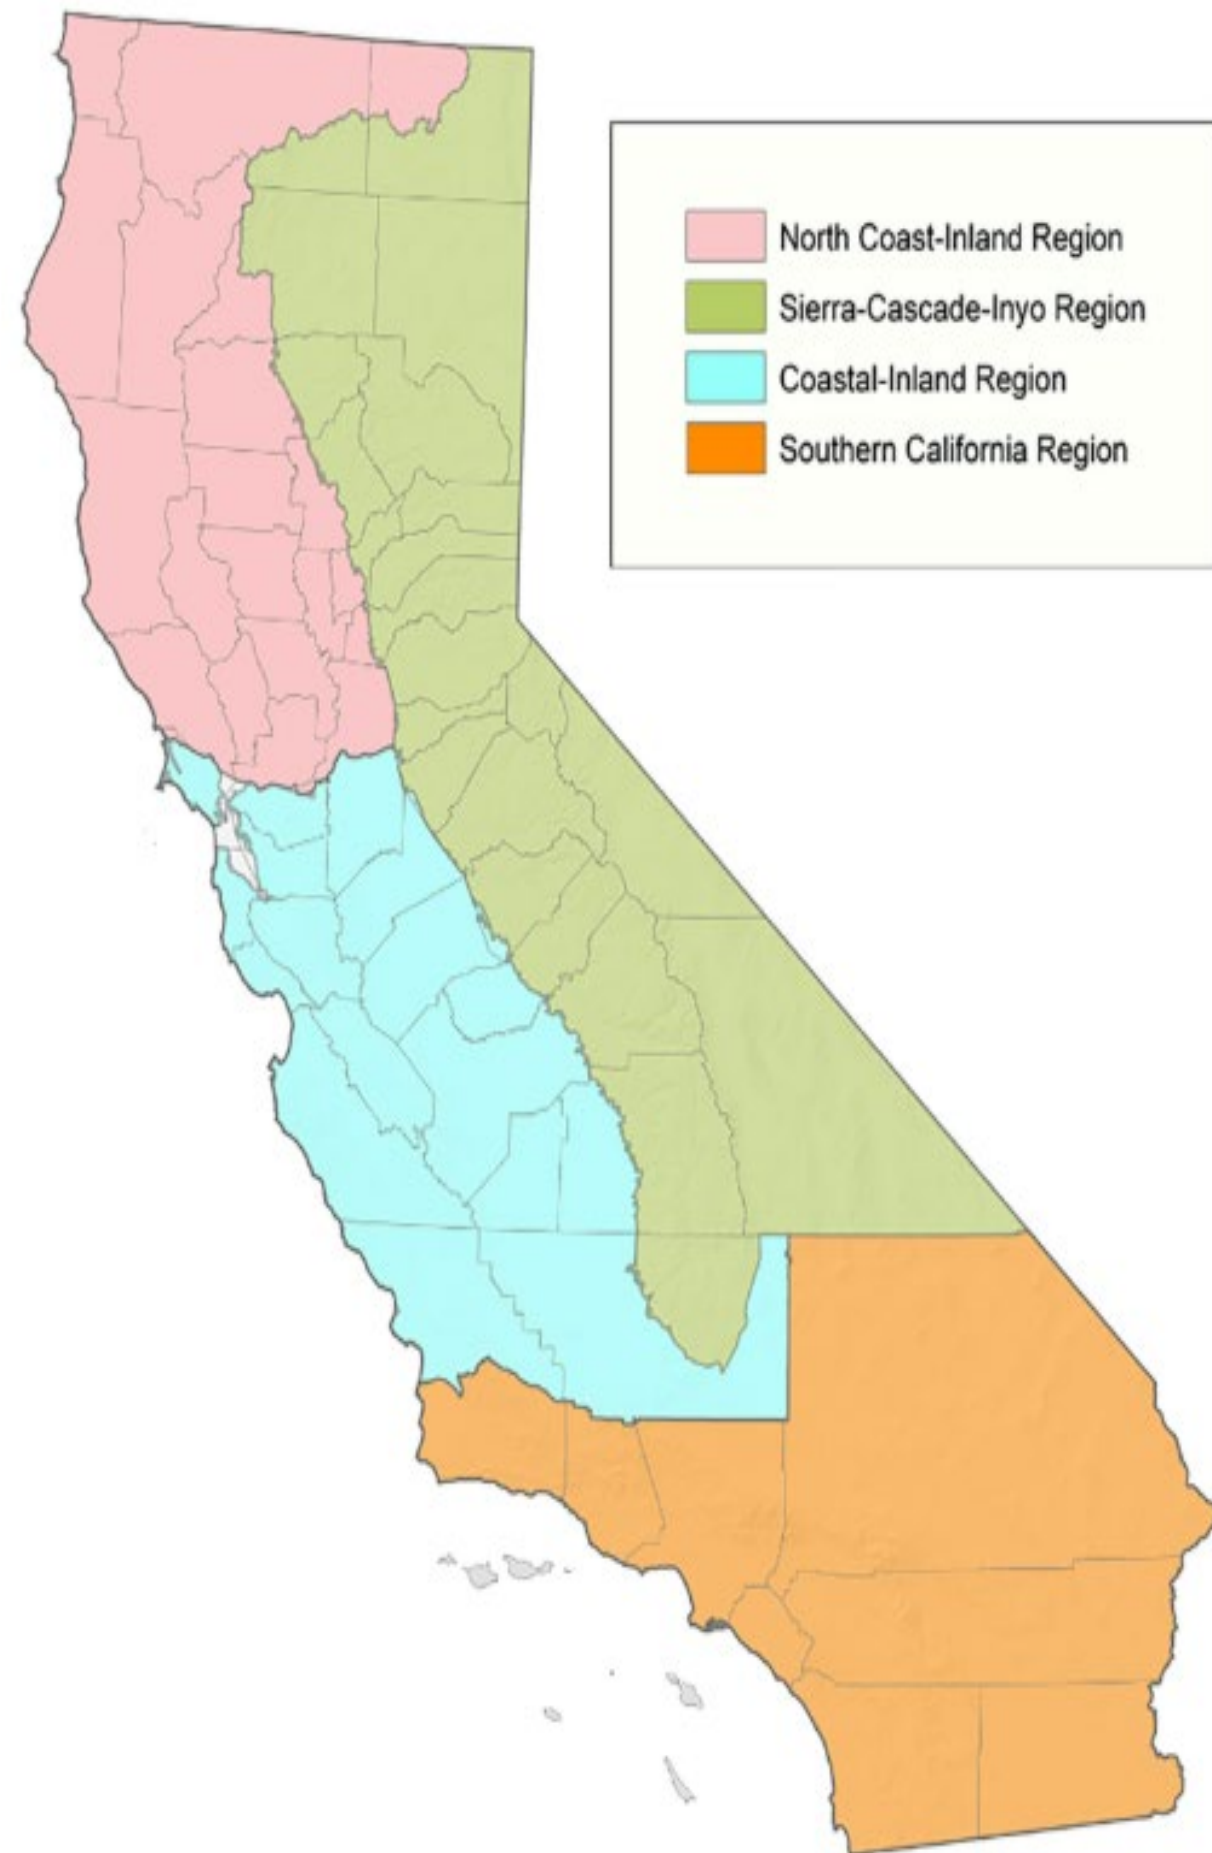 North Coast-Inland Region
Sierra-Cascade-Inyo Region
Coastal-Inland Region
Southern California Region